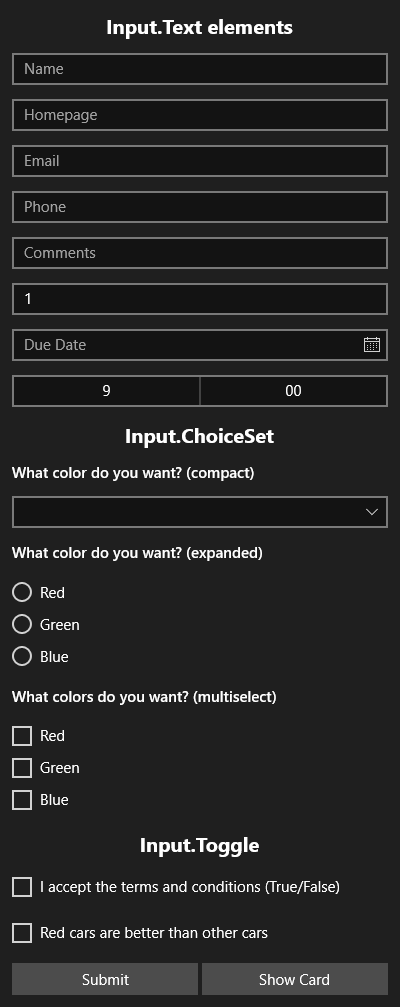 Input.Text elements
Name
Homepage
Email
Phone
Comments
1
Due Date
9 00
Input.ChoiceSet
What color do you want? (compact)
What color do you want? (expanded)
Red
Green
Blue
What colors do you want? (multiselect)
Red
Green
Blue
Input.Toggle
I accept the terms and conditions (True/False)
Red cars are better than other cars
Submit Show Card